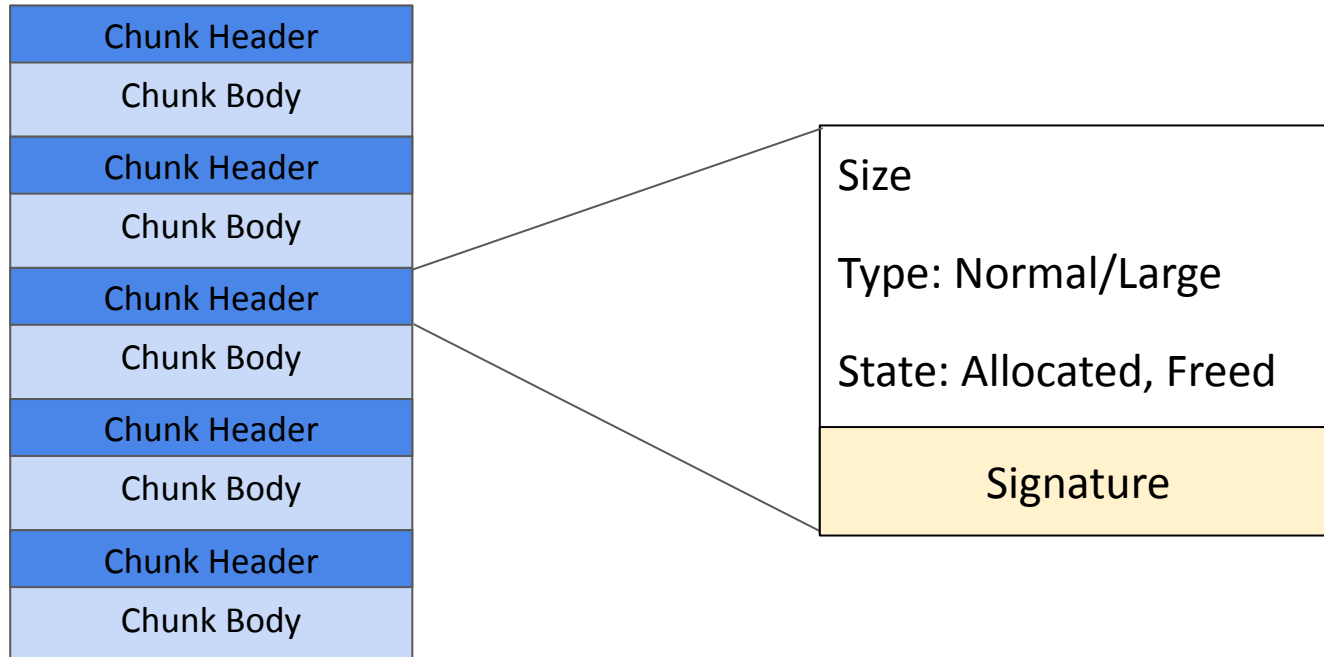 Chunk Header
Chunk Body
Chunk Header
Chunk Body
Chunk Header
Chunk Body
Chunk Header
Chunk Body
Chunk Header
Chunk Body
Size
Type: Normal/Large
State: Allocated, Freed
Signature